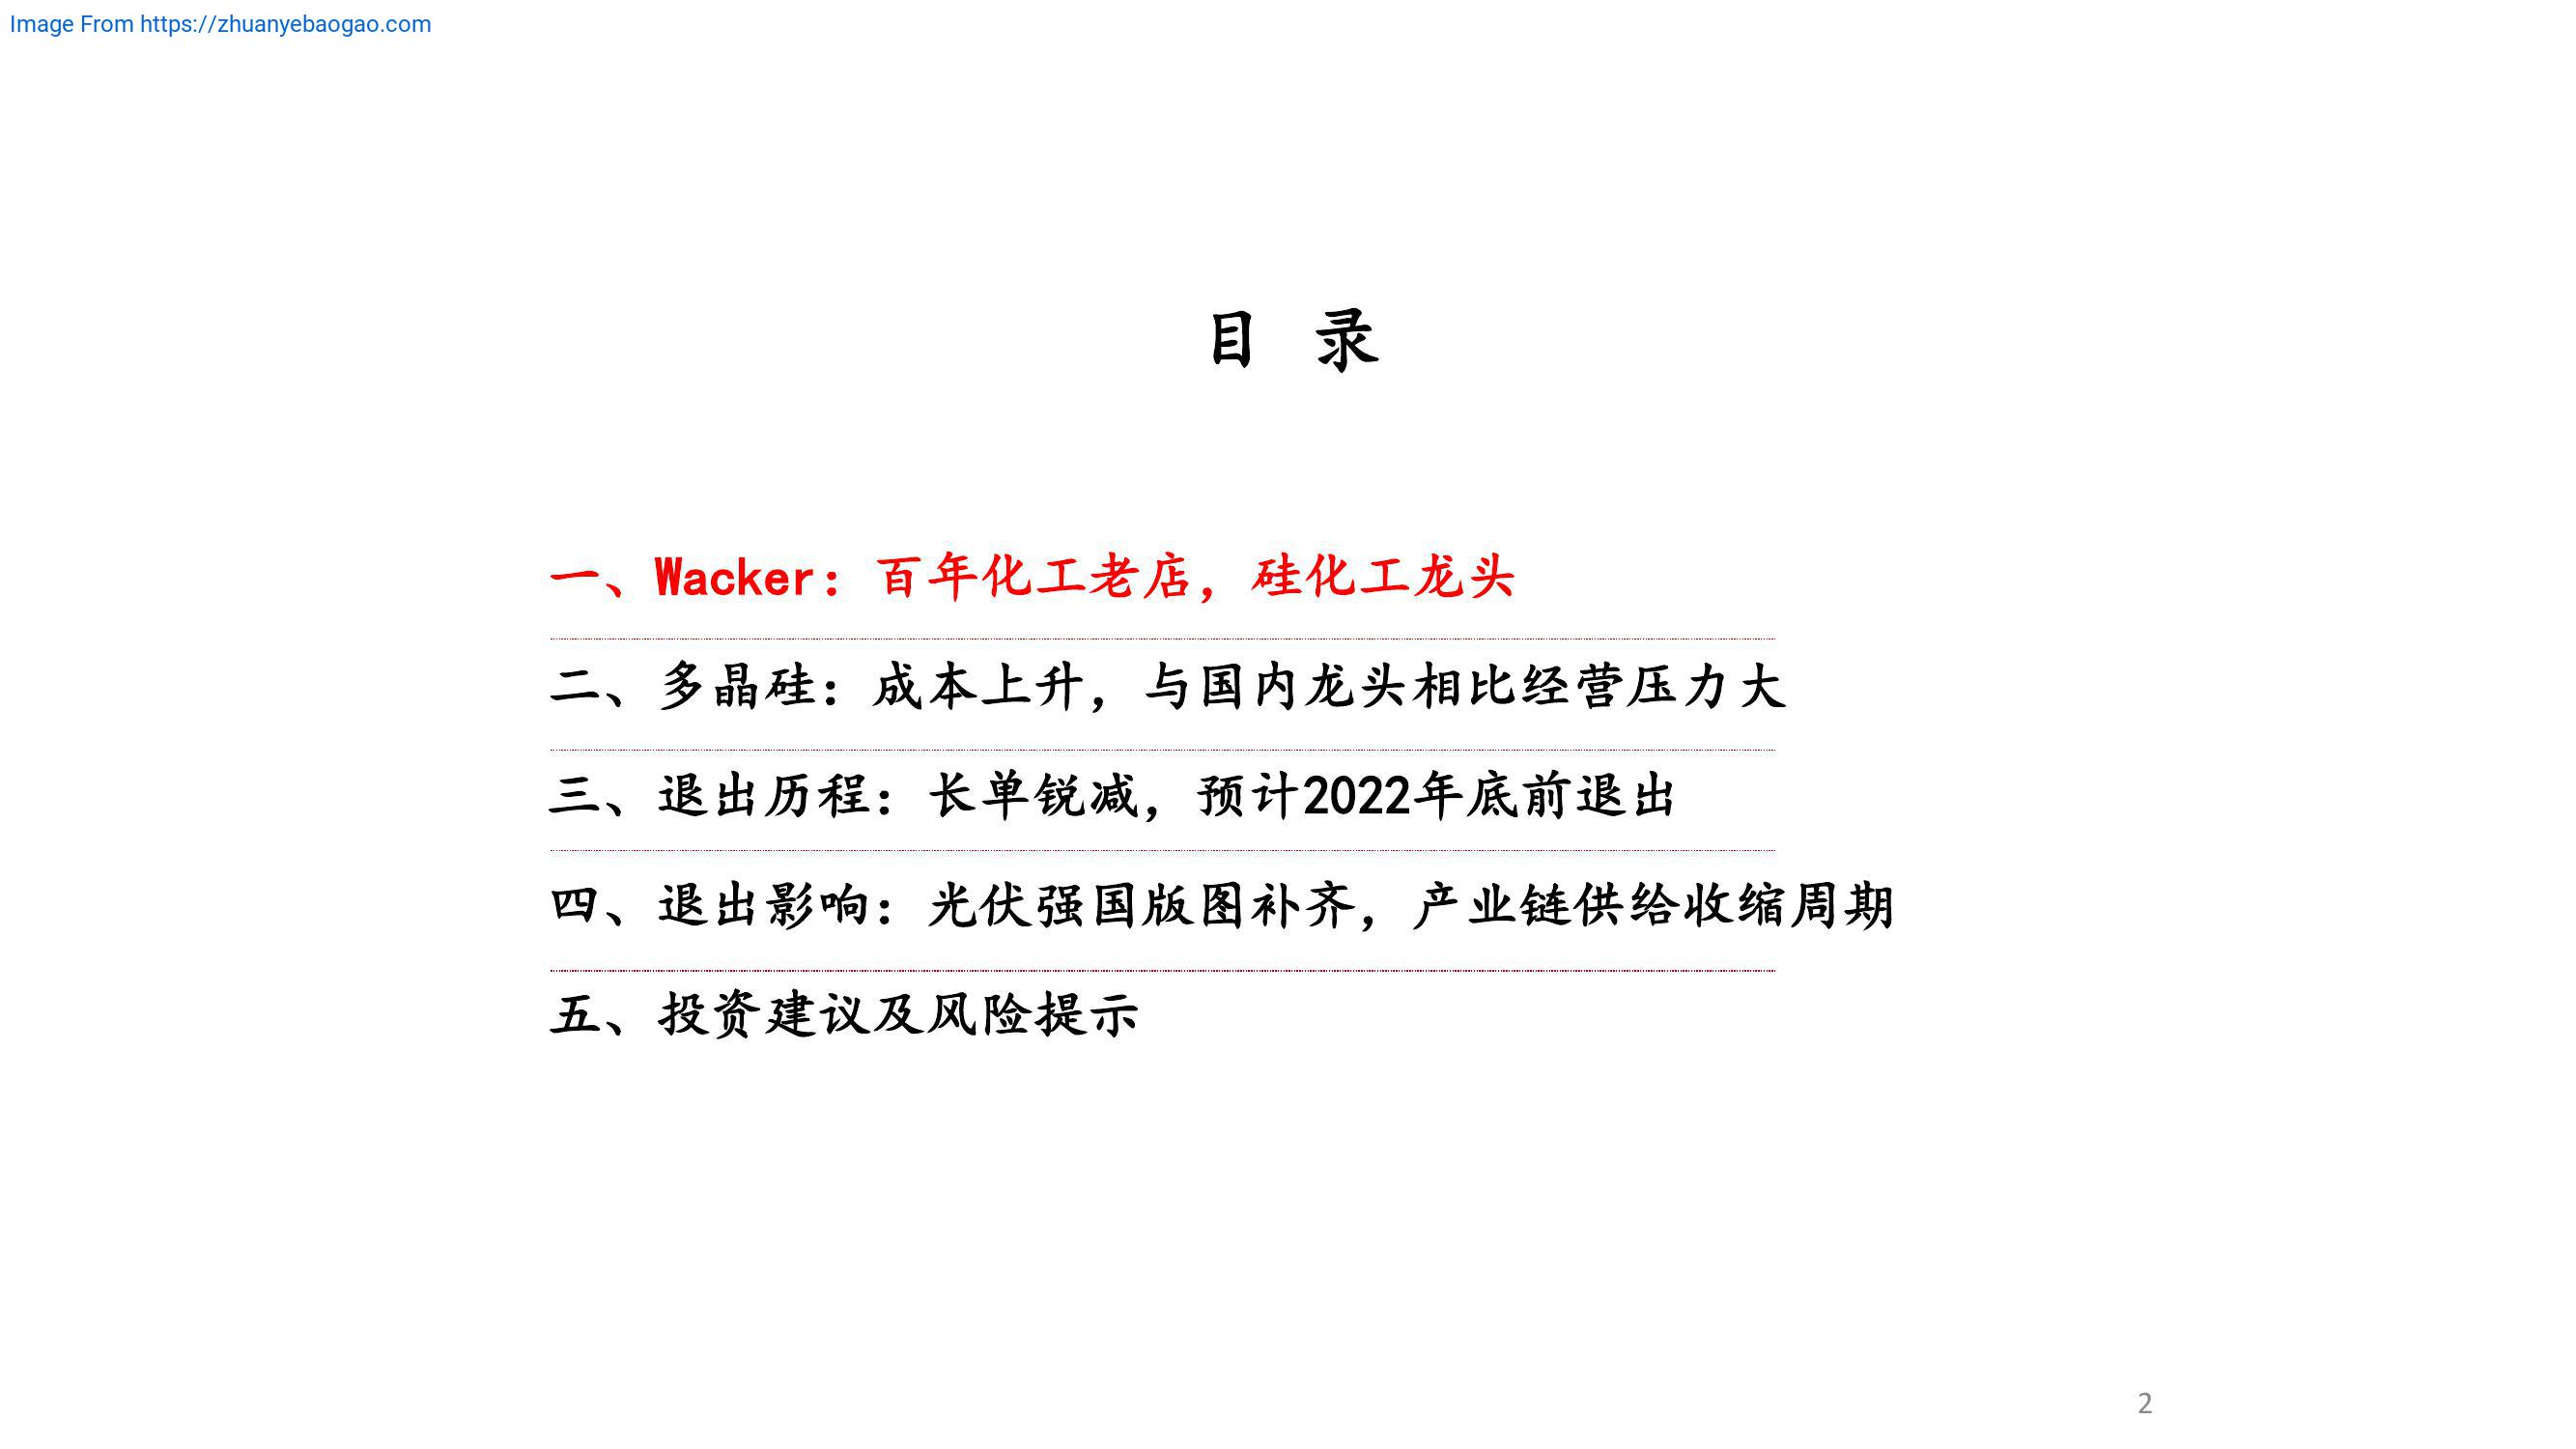 Image From https://zhuanyebaogao.com
目 录
一、Wacker：百年化工老店，硅化工龙头
二、多晶硅：成本上升，与国内龙头相比经营压力大
三、退出历程：长单锐减，预计2022年底前退出
四、退出影响：光伏强国版图补齐，产业链供给收缩周期
五、投资建议及风险提示
2